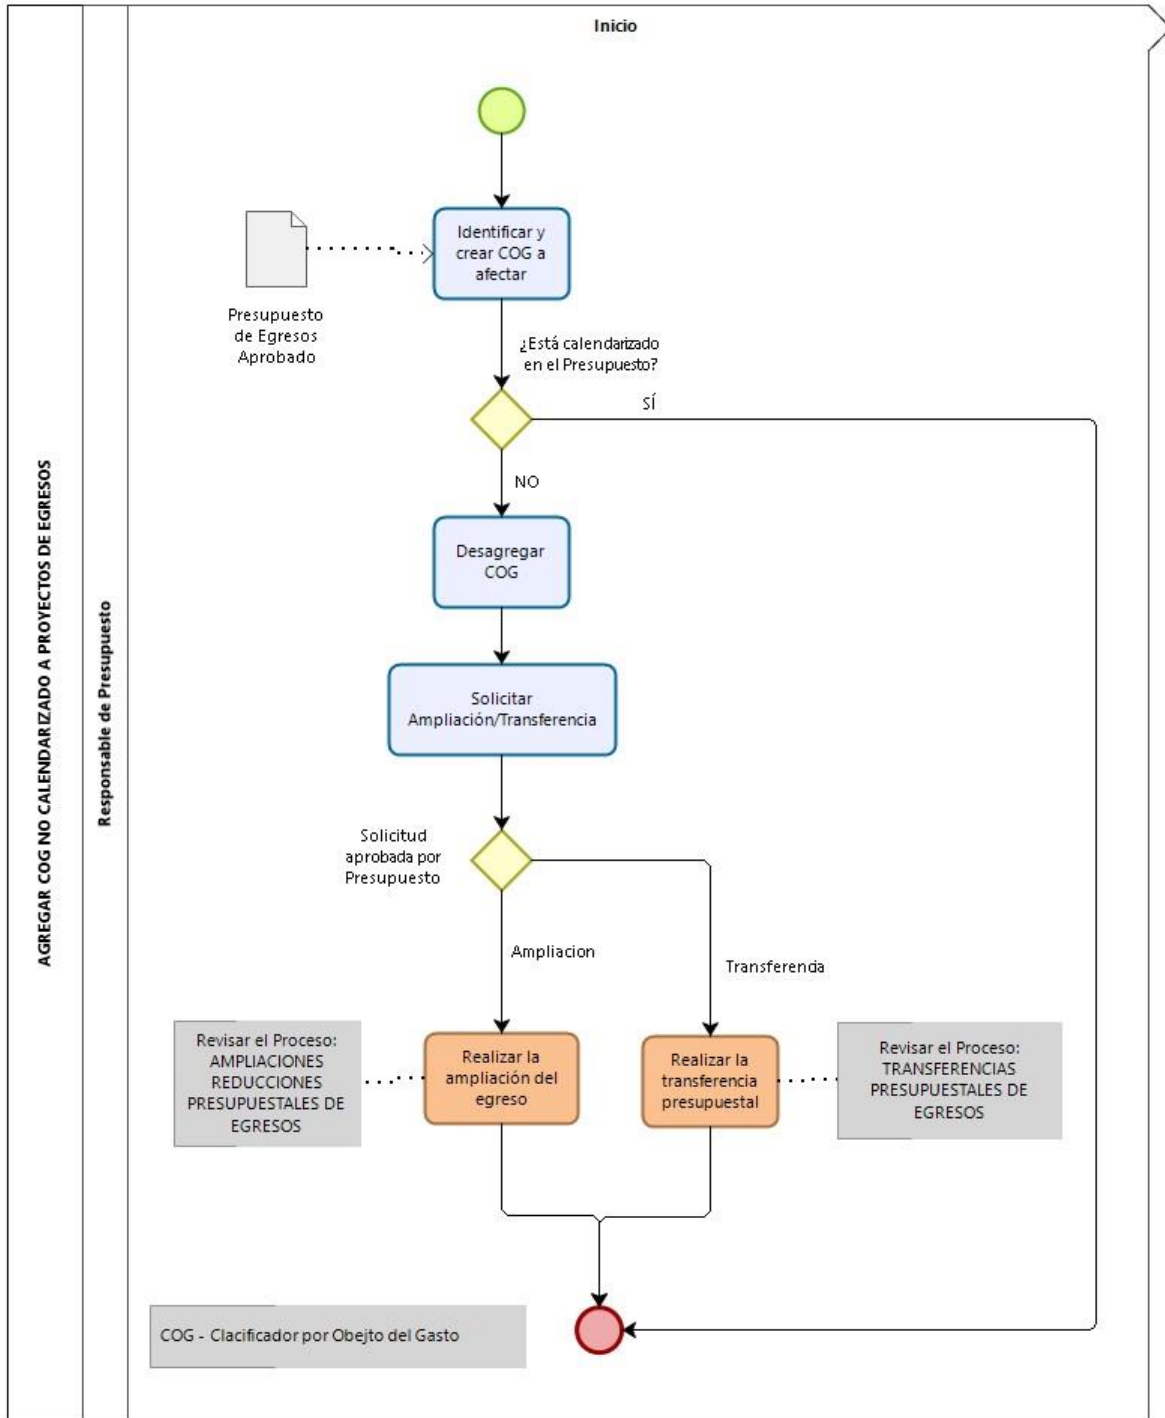 Inicio
AGREGAR COG NO CALENDARIZADO A PROYECTOS DE EGRESOS
Responsable de Presupuesto
Identificar y
crear COG a
afectar
Presupuesto
de Egresos
Aprobado
¿Está calendarizado
en el Presupuesto?
SÍ
NO
Desagregar
COG
Solicitar
Ampliación/Transferencia
Solicitud
aprobada por
Presupuesto
Ampliacion
Transferencia
Revisar el Proceso:
AMPLIACIONES
REDUCCIONES
PRESUPUESTALES DE
EGRESOS
Realizar la
ampliación del
egreso
Realizar la
transferencia
presupuestal
Revisar el Proceso:
TRANSFERENCIAS
PRESUPUESTALES DE
EGRESOS
COG - Clacificador por Obejto del Gasto